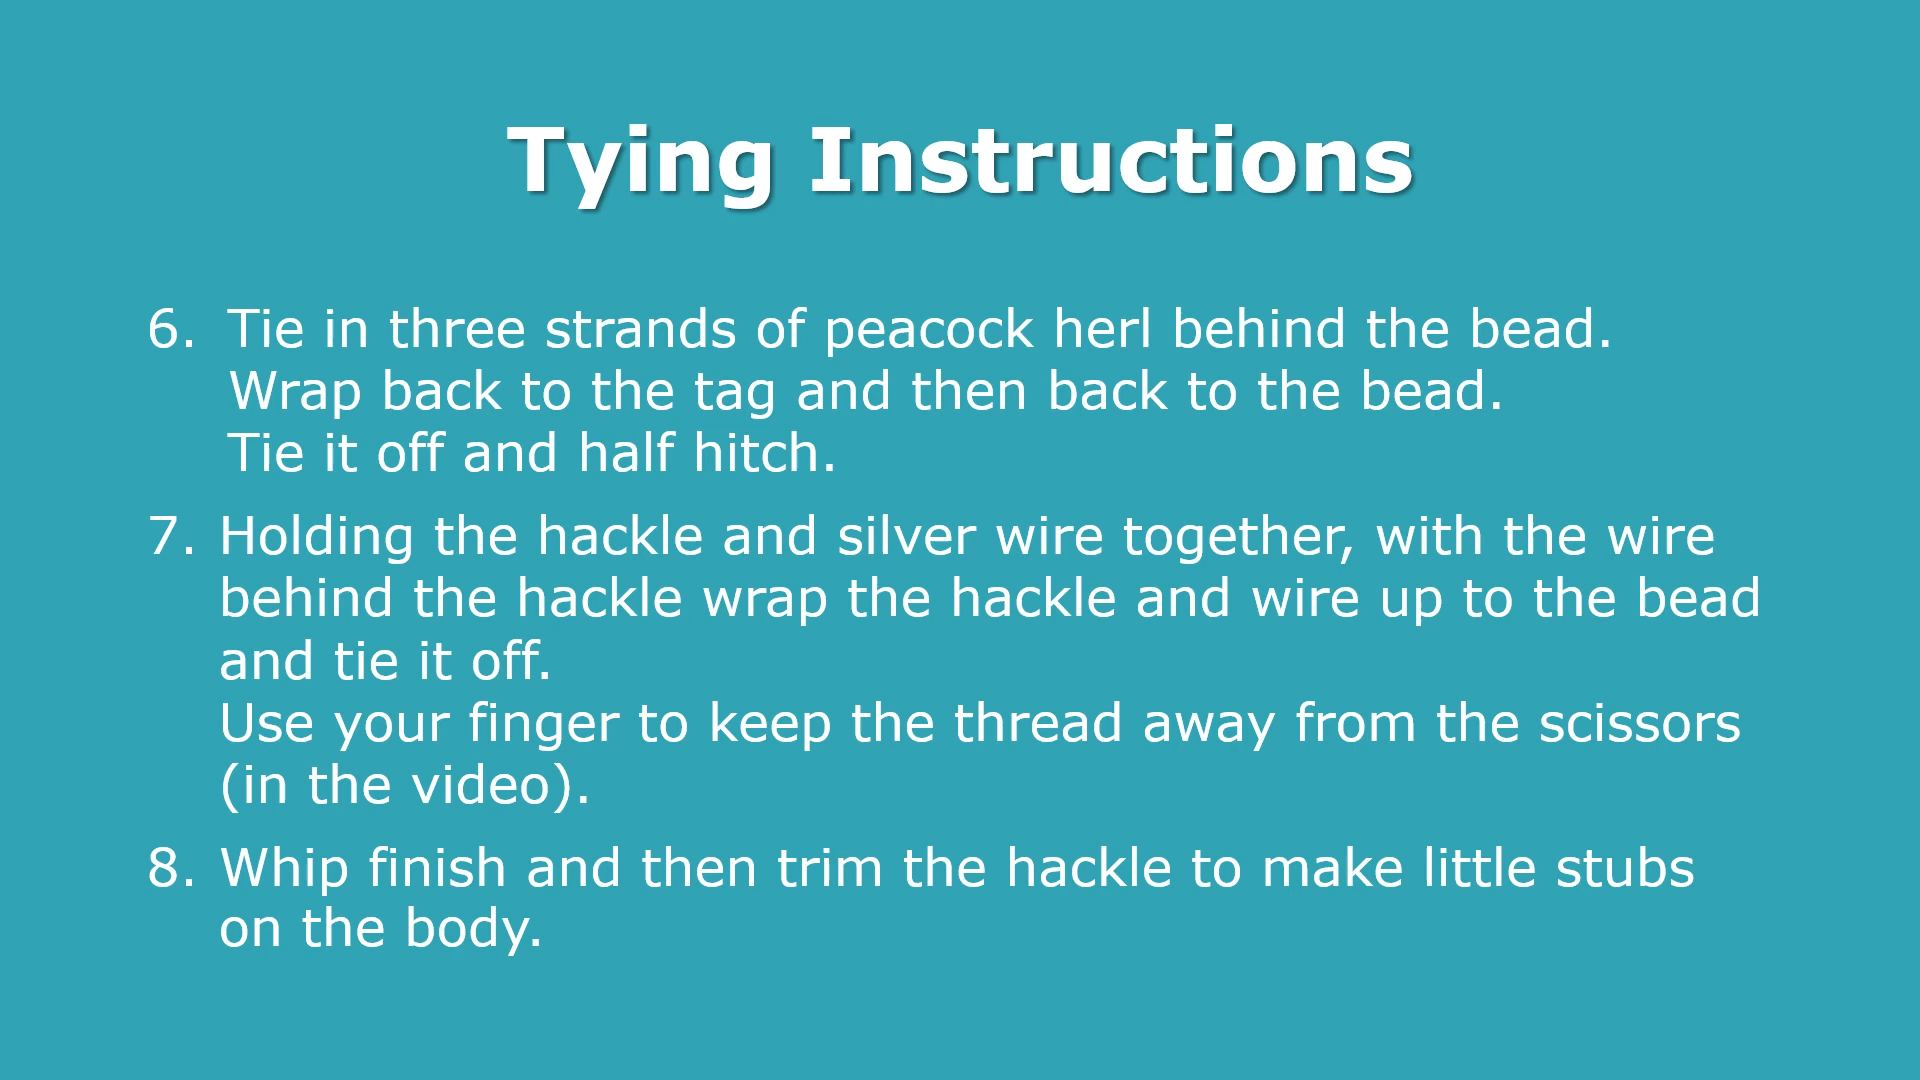 Tying Instructions
6. Tie in three strands of peacock herl behind the bead.
Wrap back to the tag and then back to the bead.
Tie it off and half hitch.
7. Holding the hackle and silver wire together, with the wire
behind the hackle wrap the hackle and wire up to the bead
and tie it off.
Use your finger to keep the thread away from the scissors
(in the video).
8. Whip finish and then trim the hackle to make little stubs
on the body.